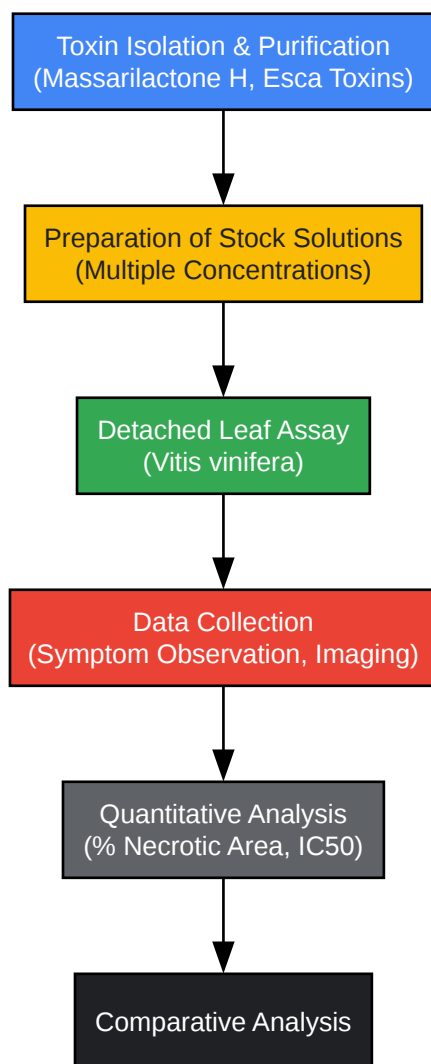 Toxin Isolation & Purification
(Massarilactone H, Esca Toxins)
Preparation of Stock Solutions
(Multiple Concentrations)
Detached Leaf Assay
(Vitis vinifera)
Data Collection
(Symptom Observation, Imaging)
Quantitative Analysis
(% Necrotic Area, IC50)
Comparative Analysis